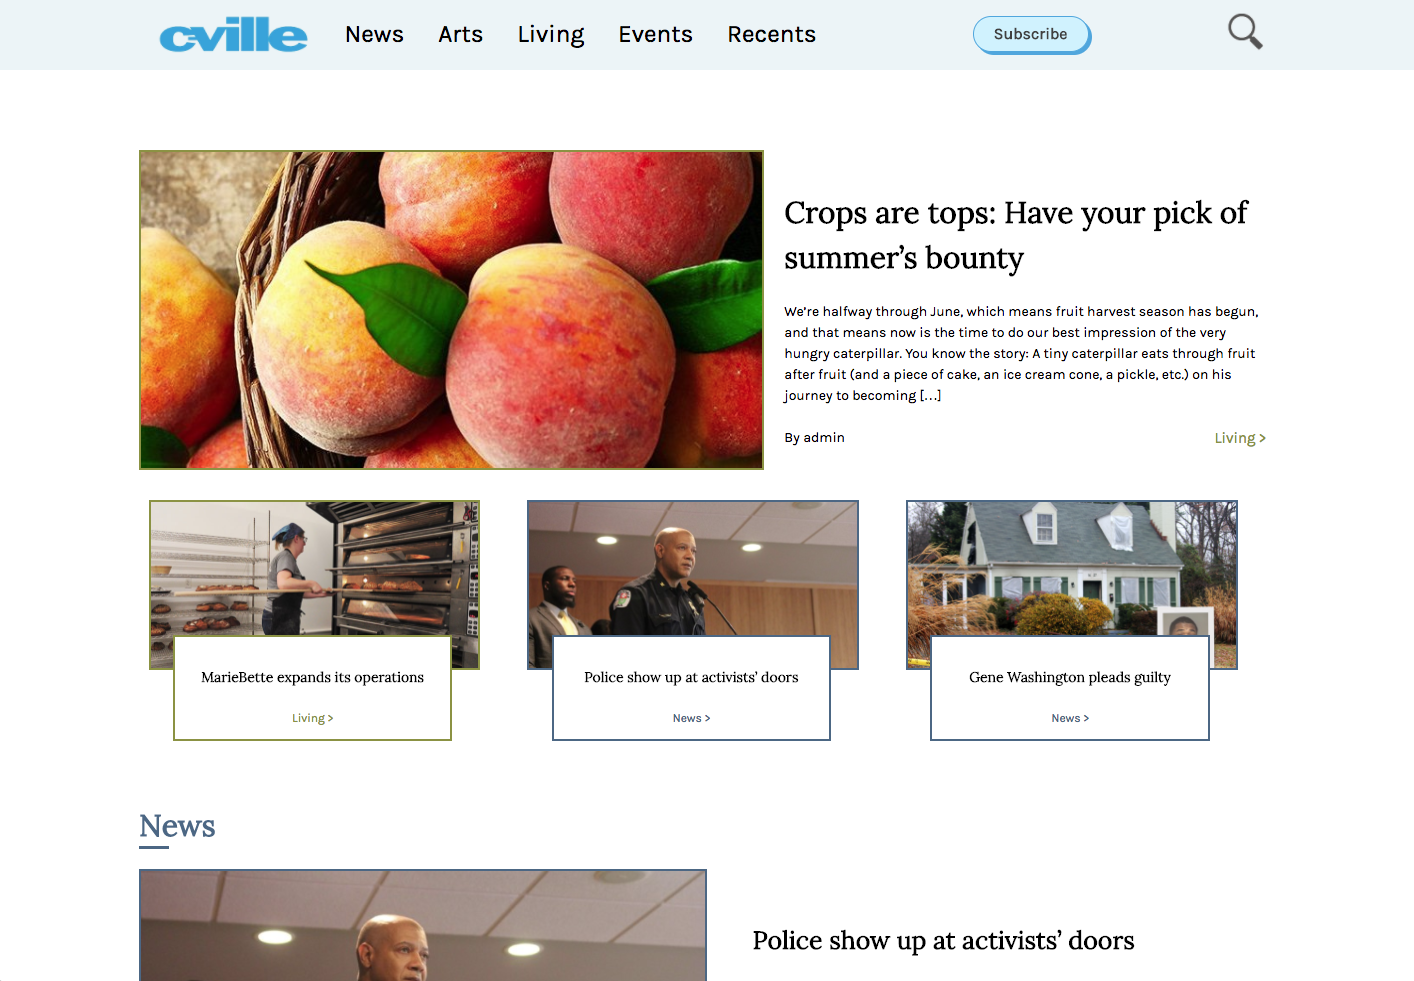 cville
News
Arts
Living
Events
Recents
Subscribe
Crops are tops: Have your pick of
summer’s bounty
We’re halfway through June, which means fruit harvest season has begun,
and that means now is the time to do our best impression of the very
hungry caterpillar. You know the story: A tiny caterpillar eats through fruit
after fruit (and a piece of cake, an ice cream cone, a pickle, etc.) on his
journey to becoming […]
By admin
Living >
MarieBette expands its operations
Living >
Police show up at activists’ doors
News >
Gene Washington pleads guilty
News >
News
Police show up at activists’ doors